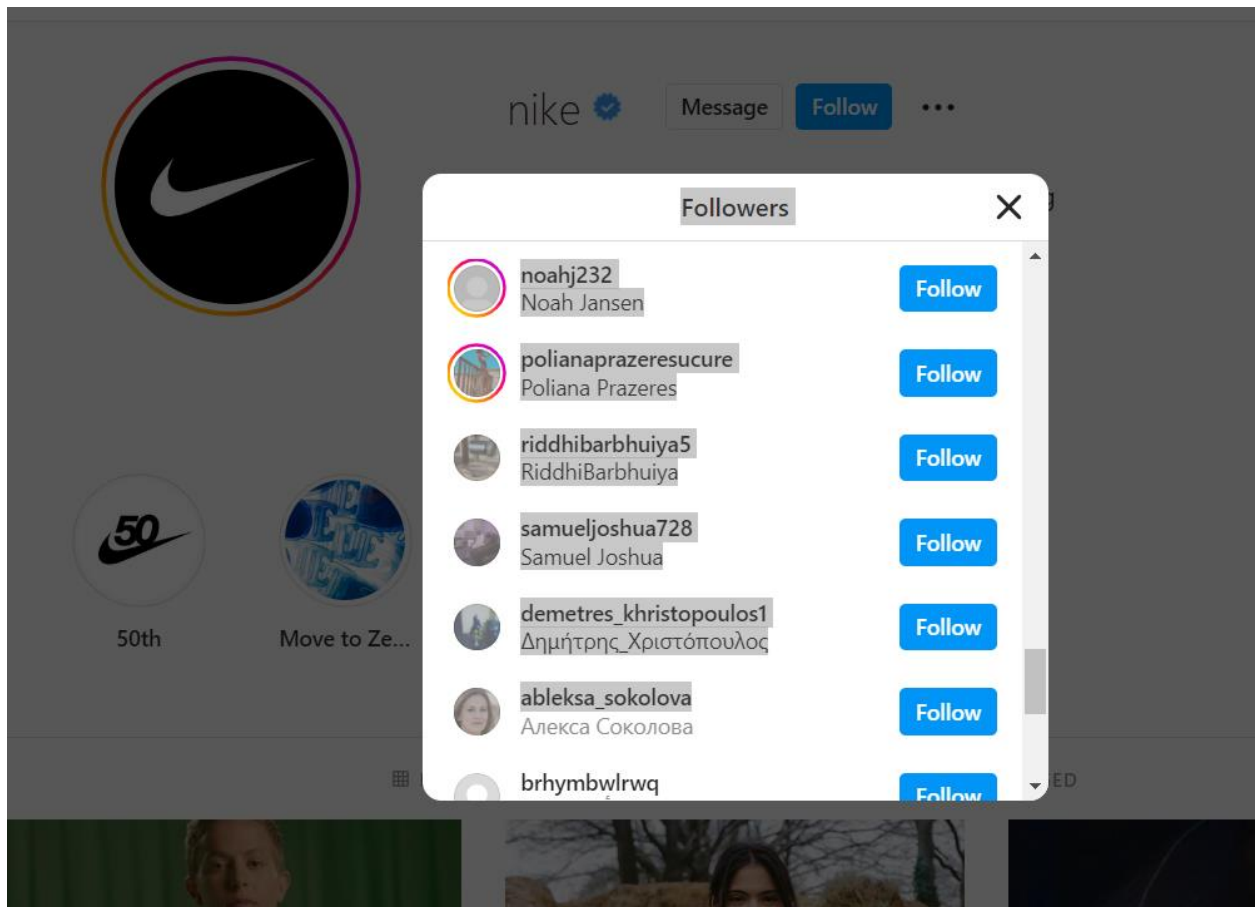 nike
Message
Follow
Followers
noahj232
Noah Jansen
Follow
polianaprazeresucure
Poliana Prazeres
Follow
riddhibarbhuiya5
RiddhiBarbhuiya
Follow
samueljoshua728
Samuel Joshua
Follow
demetres_khristopoulos1
Δημήτρης_Χριστόπουλος
Follow
ableksa_sokolova
Алекса Соколова
Follow
brhymbwlrwq
Follow
50
50th
Move to Ze...